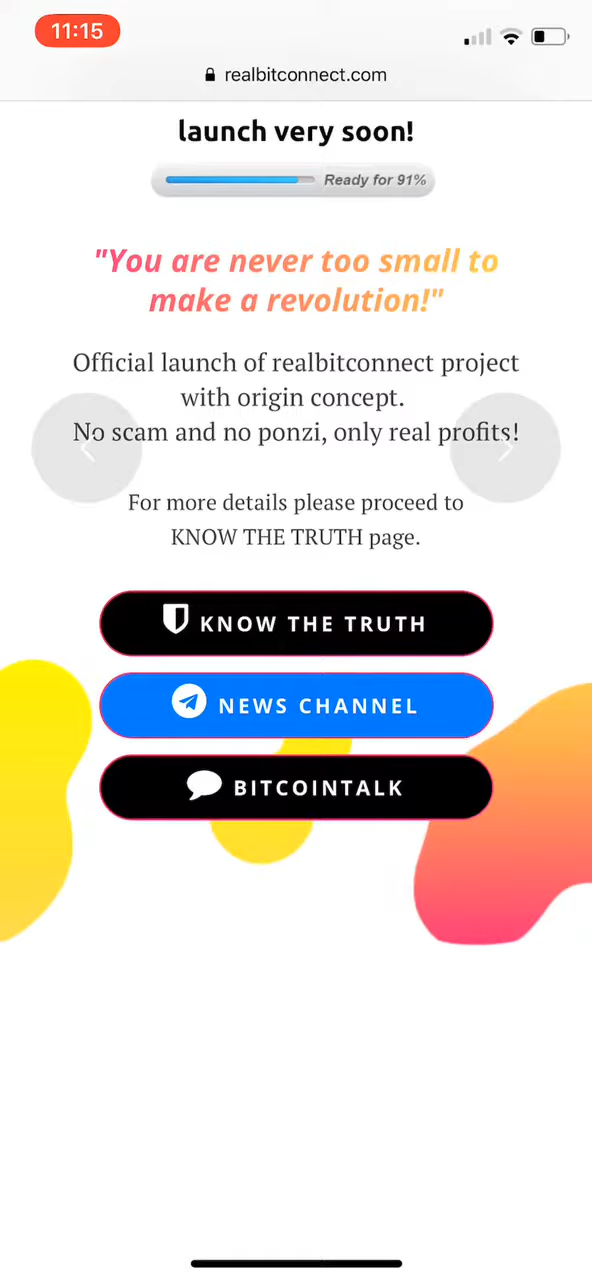 11:15
realbitconnect.com
launch very soon!
Ready for 91%
"You are never too small to
make a revolution!"
Official launch of realbitconnect project
with origin concept.
No scam and no ponzi, only real profits!
For more details please proceed to
KNOW THE TRUTH page.
KNOW THE TRUTH
NEWS CHANNEL
BITCOINTALK